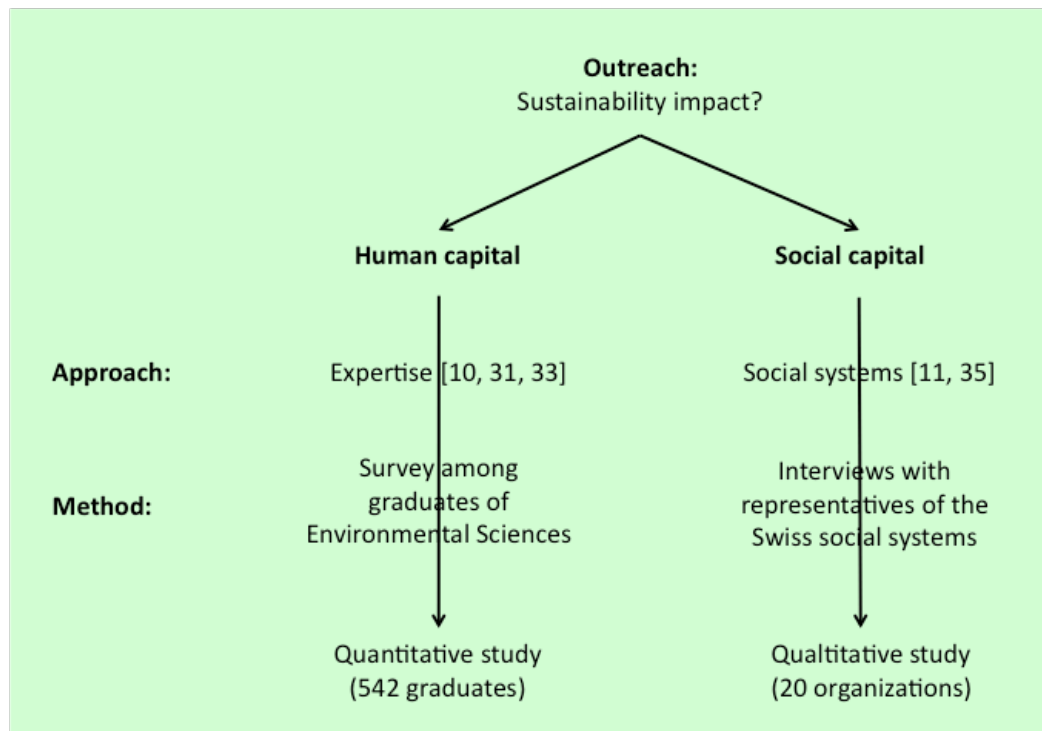 Outreach:
Sustainability impact?
Human capital
Social capital
Approach:
Expertise [10, 31, 33]
Social systems [11, 35]
Method:
Survey among
graduates of
Environmental Sciences
Interviews with
representatives of the
Swiss social systems
Quantitative study
(542 graduates)
Qualtitative study
(20 organizations)